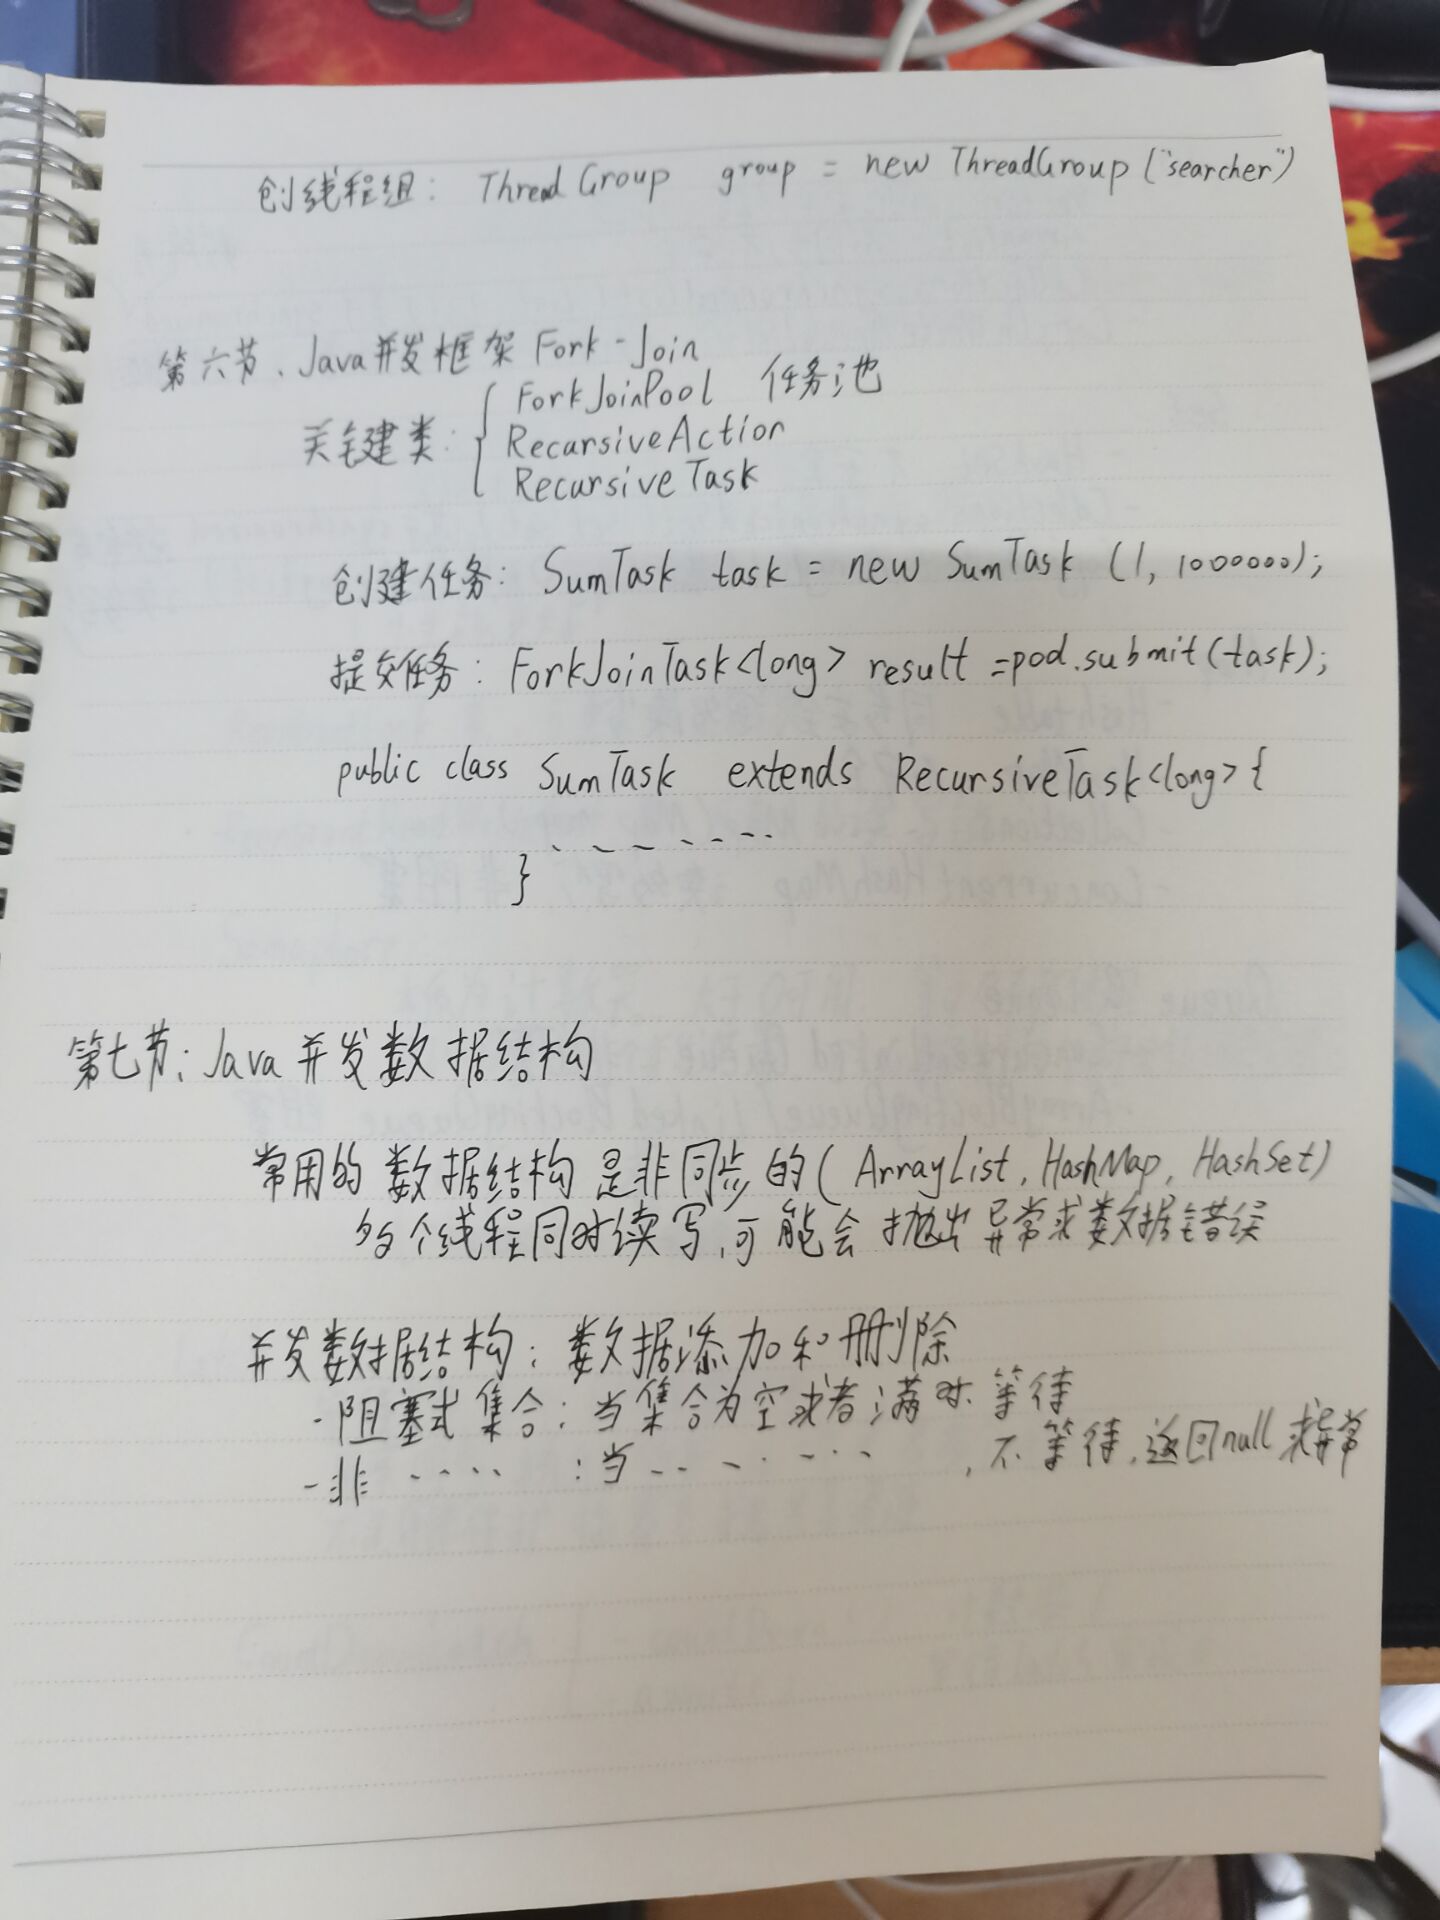 创线程组: ThreadGroup group = new ThreadGroup ("searcher")
第六节、Java并发框架 Fork-Join
关键类: { ForkJoinPool 任务池
RecursiveAction
Recursive Task
创建任务: SumTask task = new SumTask (1, 1000000);
提交任务: ForkJoinTask<long> result =pool.submit(task);
public class SumTask extends RecursiveTask<long> {
.......
}
第七节: Java 并发数据结构
常用的数据结构是非同步的( ArrayList, HashMap, HashSet)
多个线程同时读写,可能会抛出异常或数据错误
并发数据结构: 数据添加和删除
- 阻塞式集合: 当集合为空或者满时 等待
- 非 .... : 当 ...... , 不等待,返回null或异常